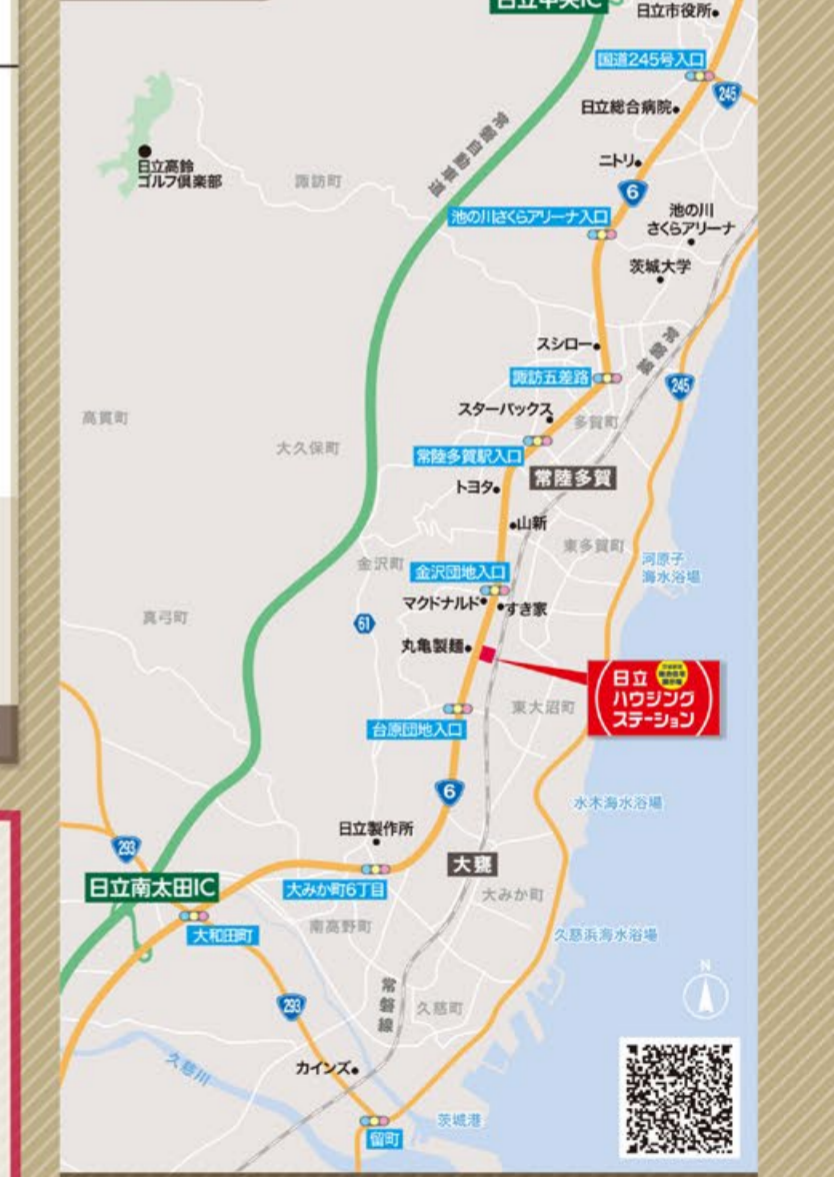 日立中央IC
日立市役所
国道245号入口
245
日立総合病院
常磐自動車道
ニトリ
日立高鈴
ゴルフ倶楽部
諏訪町
6
池の川さくらアリーナ入口
池の川
さくらアリーナ
茨城大学
常磐線
スシロー
諏訪五差路
245
スターバックス
高貫町
多賀町
大久保町
常陸多賀駅入口
常陸多賀
トヨタ
山新
東多賀町
金沢町
河原子
海水浴場
金沢団地入口
マクドナルド
すき家
真弓町
61
丸亀製麺
日立
ハウジング
ステーション
東大沼町
台原団地入口
6
水木海水浴場
日立製作所
293
大甕
日立南太田IC
大みか町6丁目
大みか町
南高野町
大和田町
久慈浜海水浴場
N
常磐線
293
久慈町
久慈川
カインズ
茨城港
留町